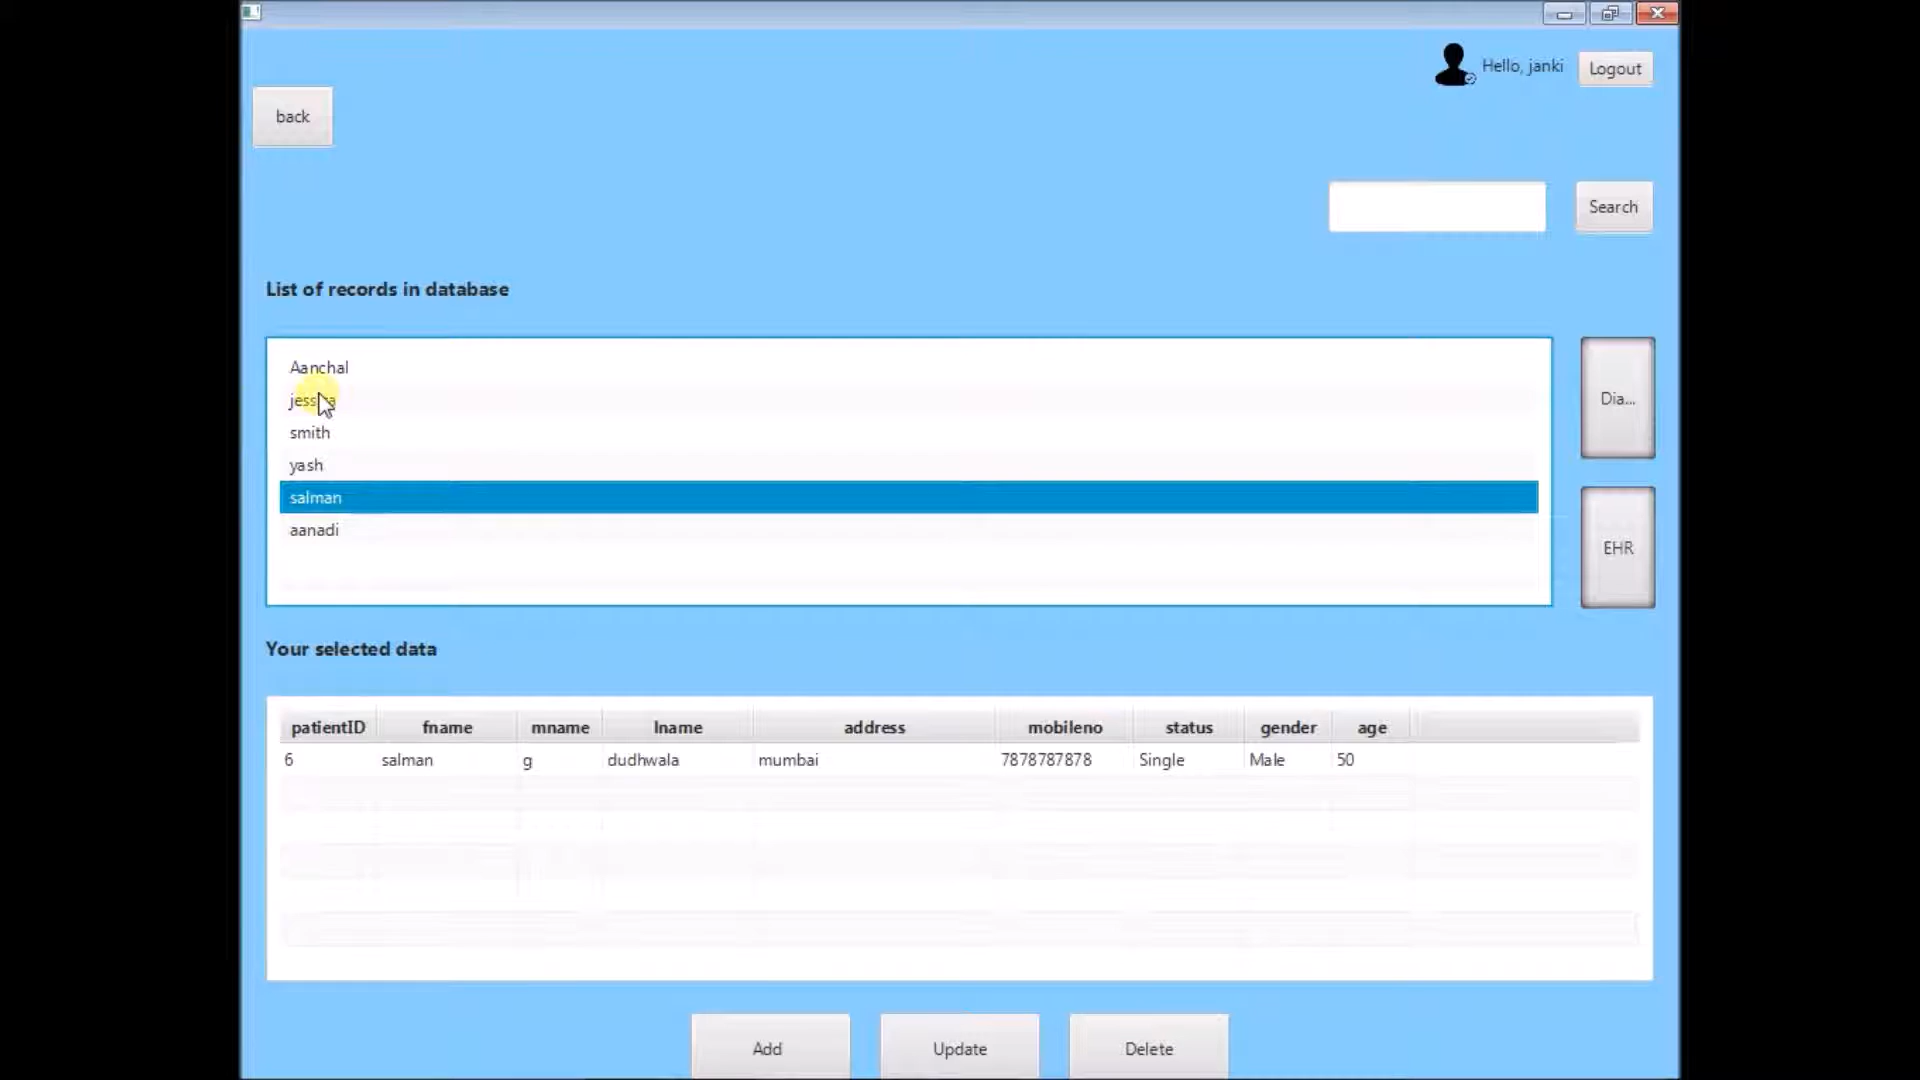 Hello, janki
Logout
back
Search
List of records in database
Aanchal
smith
yash
salman
aanadi
Dia...
EHR
Your selected data
patientID fname mname lname address mobileno status gender age
6 salman g dudhwala mumbai 7878787878 Single Male 50
Add Update Delete